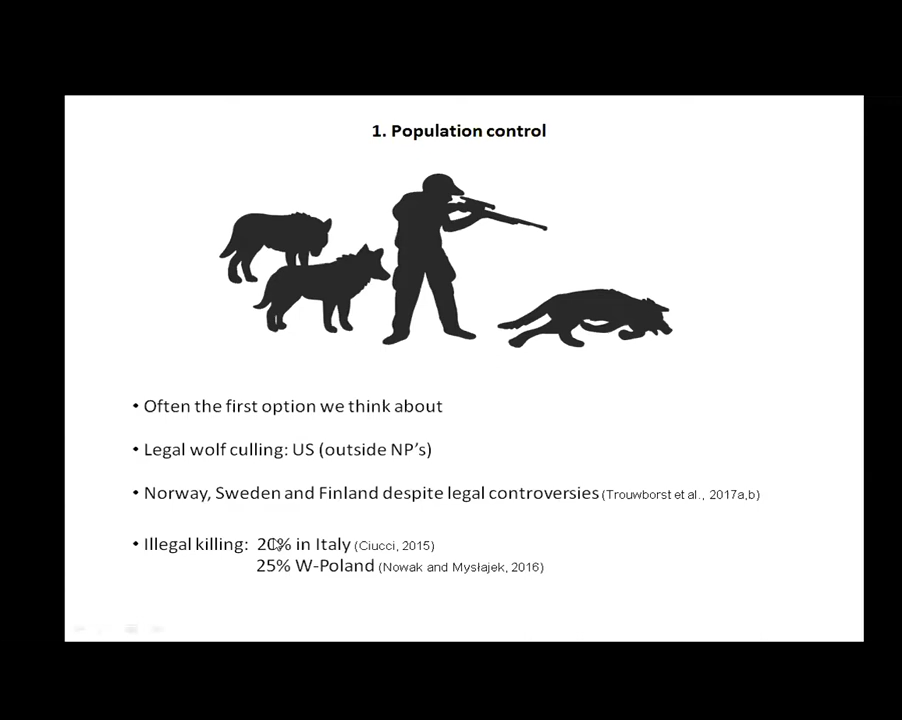 1. Population control
• Often the first option we think about
• Legal wolf culling: US (outside NP's)
• Norway, Sweden and Finland despite legal controversies (Trouwborst et al., 2017a,b)
• Illegal killing: 20% in Italy (Ciucci, 2015)
25% W-Poland (Nowak and Mysłajek, 2016)